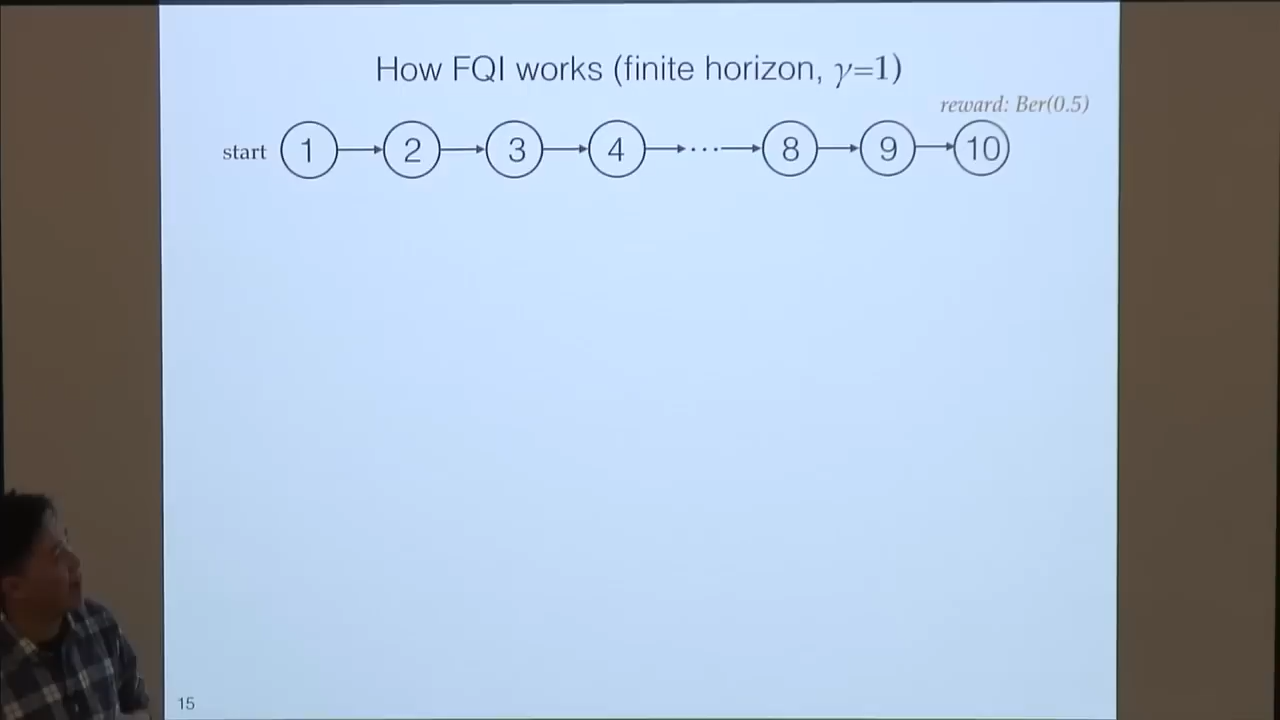 How FQI works (finite horizon, γ=1)
reward: Ber(0.5)
start 1 2 3 4 ... 8 9 10
15